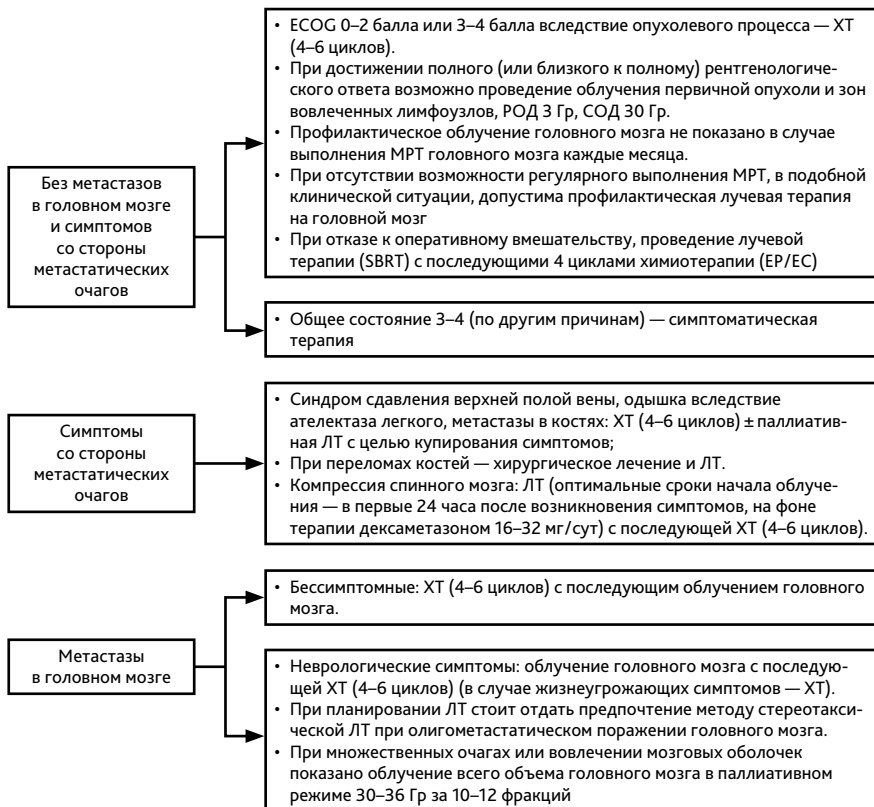 Без метастазов
в головном мозге
и симптомов
со стороны
метастатических
очагов
• ECOG 0–2 балла или 3–4 балла вследствие опухолевого процесса — ХТ
(4–6 циклов).
• При достижении полного (или близкого к полному) рентгенологиче-
ского ответа возможно проведение облучения первичной опухоли и зон
вовлеченных лимфоузлов, РОД 3 Гр, СОД 30 Гр.
• Профилактическое облучение головного мозга не показано в случае
выполнения МРТ головного мозга каждые месяца.
• При отсутствии возможности регулярного выполнения МРТ, в подобной
клинической ситуации, допустима профилактическая лучевая терапия
на головной мозг
• При отказе к оперативному вмешательству, проведение лучевой
терапии (SBRT) с последующими 4 циклами химиотерапии (EP/EC)
• Общее состояние 3–4 (по другим причинам) — симптоматическая
терапия
Симптомы
со стороны
метастатических
очагов
• Синдром сдавления верхней полой вены, одышка вследствие
ателектаза легкого, метастазы в костях: ХТ (4–6 циклов) ± паллиатив-
ная ЛТ с целью купирования симптомов;
• При переломах костей — хирургическое лечение и ЛТ.
• Компрессия спинного мозга: ЛТ (оптимальные сроки начала облуче-
ния — в первые 24 часа после возникновения симптомов, на фоне
терапии дексаметазоном 16–32 мг/сут) с последующей ХТ (4–6 циклов).
Метастазы
в головном мозге
• Бессимптомные: ХТ (4–6 циклов) с последующим облучением головного
мозга.
• Неврологические симптомы: облучение головного мозга с последую-
щей ХТ (4–6 циклов) (в случае жизнеугрожающих симптомов — ХТ).
• При планировании ЛТ стоит отдать предпочтение методу стереотакси-
ческой ЛТ при олигометастатическом поражении головного мозга.
• При множественных очагах или вовлечении мозговых оболочек
показано облучение всего объема головного мозга в паллиативном
режиме 30–36 Гр за 10–12 фракций